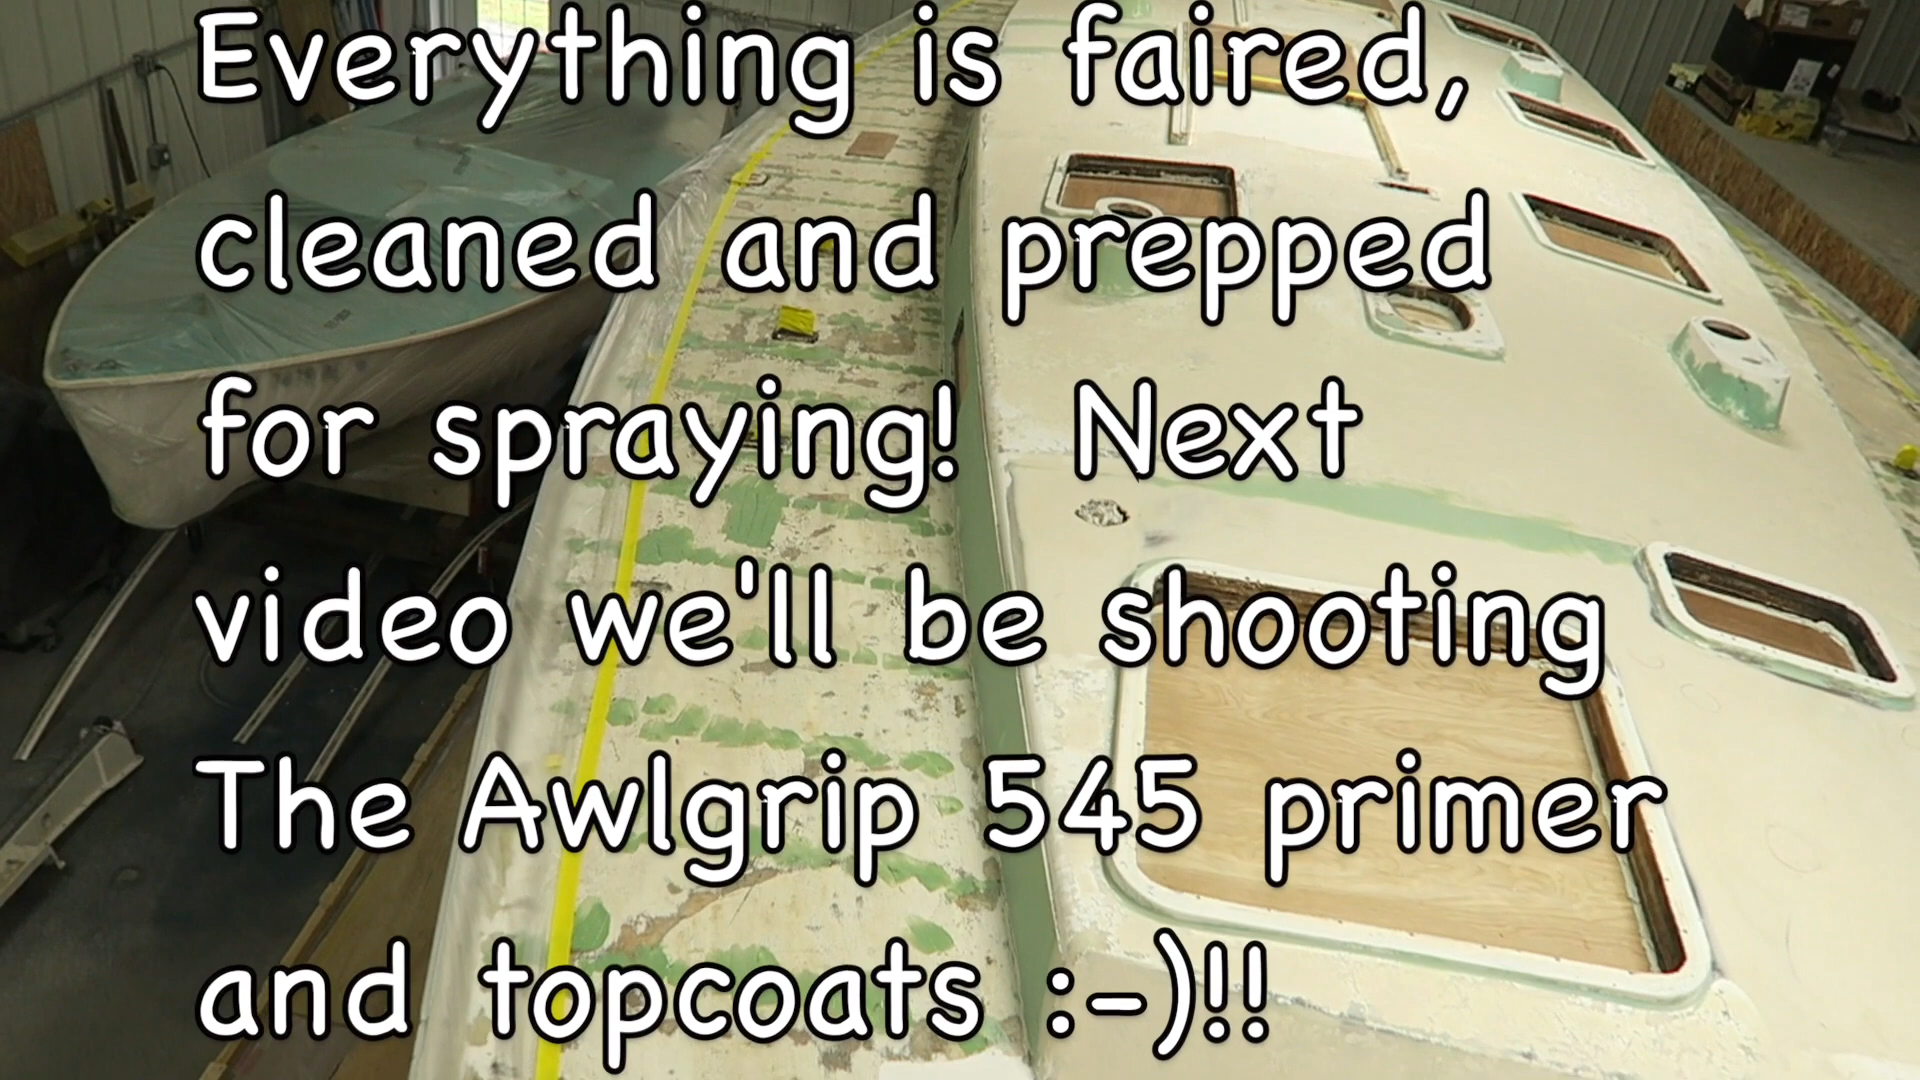 Everything is faired,
cleaned and prepped
for spraying! Next
video we'll be shooting
The Awlgrip 545 primer
and topcoats :-)!!